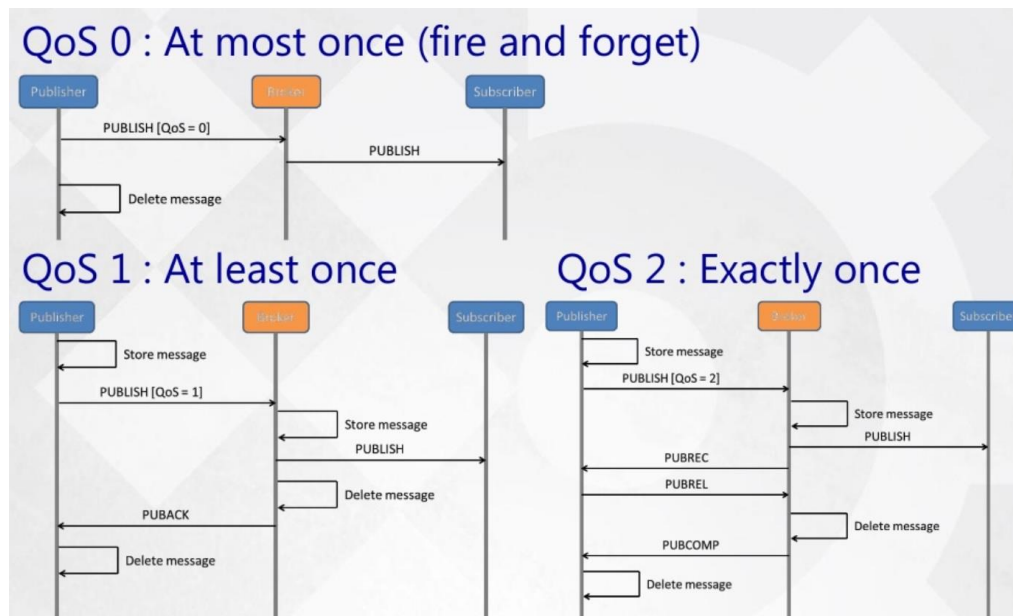 QoS 0 : At most once (fire and forget)
Publisher
Broker
Subscriber
PUBLISH [QoS = 0]
PUBLISH
Delete message
QoS 1 : At least once
Publisher
Broker
Subscriber
Store message
PUBLISH [QoS = 1]
Store message
PUBLISH
Delete message
PUBACK
Delete message
QoS 2 : Exactly once
Publisher
Broker
Subscriber
Store message
PUBLISH [QoS = 2]
Store message
PUBLISH
PUBREC
PUBREL
Delete message
PUBCOMP
Delete message